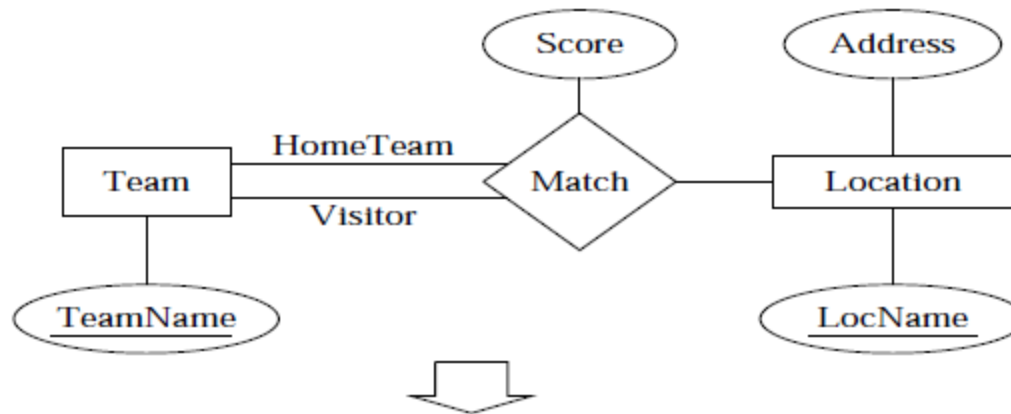 Score
Address
HomeTeam
Team
Match
Location
Visitor
TeamName
LocName